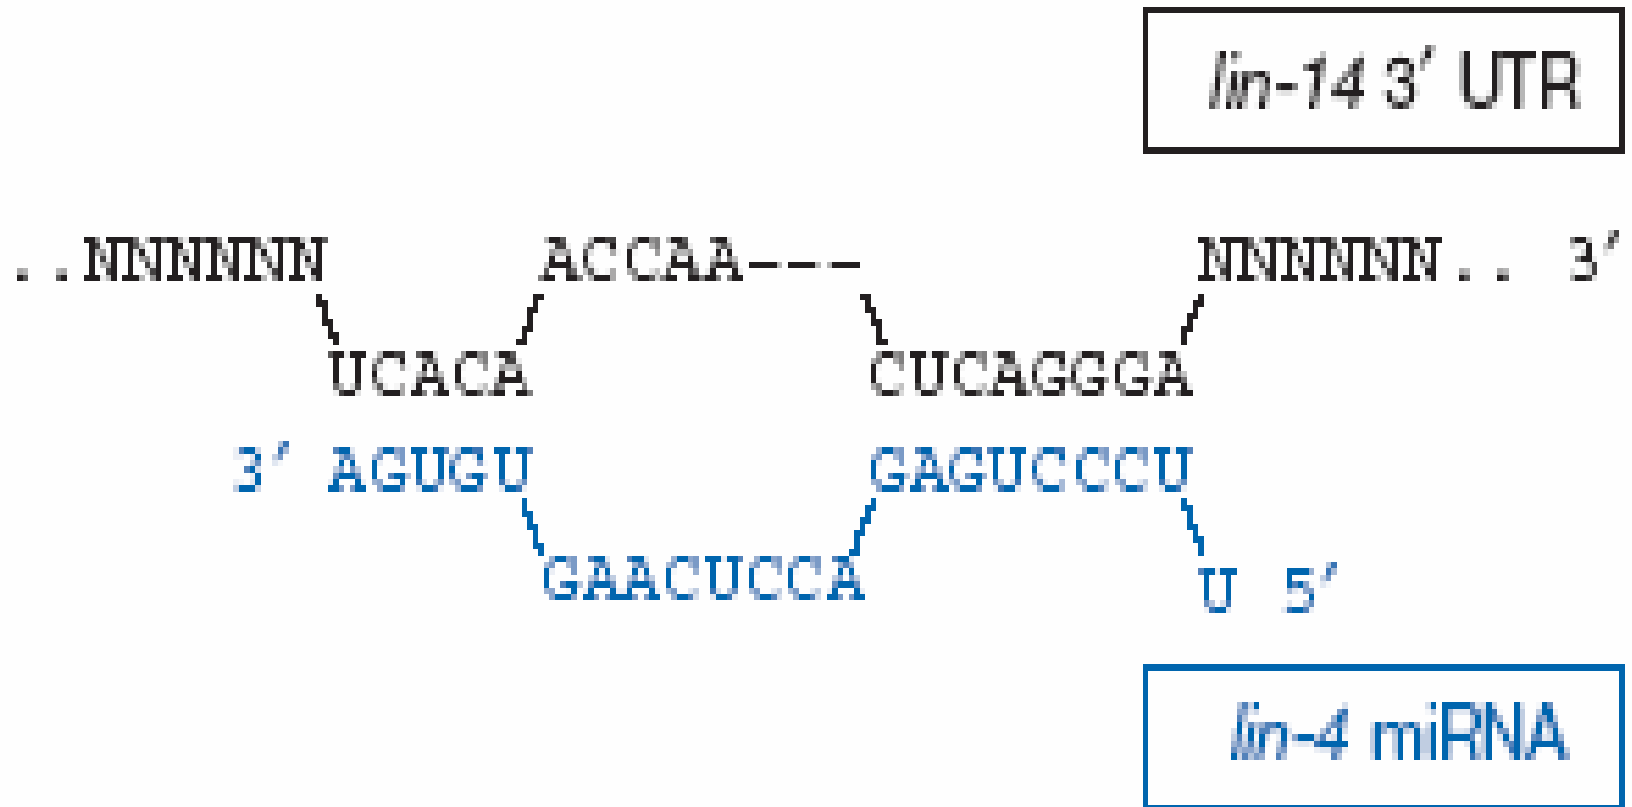 lin-14 3′ UTR
..NNNNNN ACCAA--- NNNNNN.. 3′
UCACA CUCAGGGA
3′ AGUGU GAGUCCCU
GAACUCCA U 5′
lin-4 miRNA